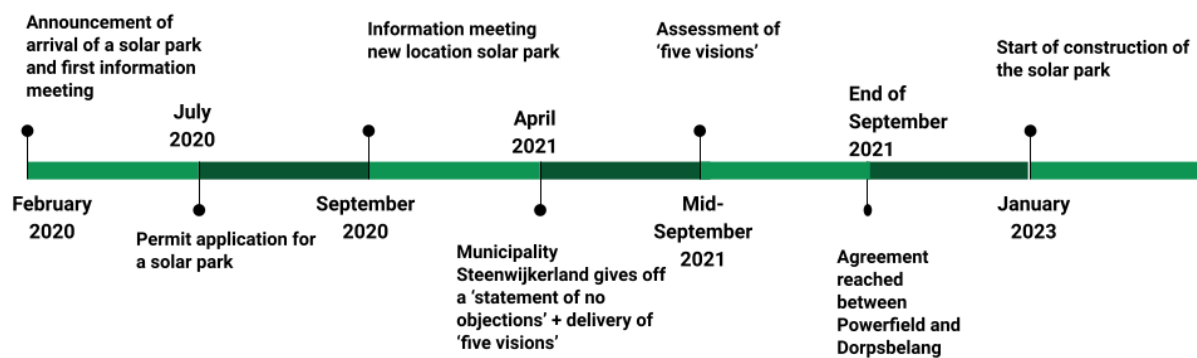 Announcement of
arrival of a solar park
and first information
meeting
February
2020
July
2020
Permit application for
a solar park
Information meeting
new location solar park
September
2020
April
2021
Municipality
Steenwijkerland gives off
a ‘statement of no
objections’ + delivery of
‘five visions’
Assessment of
‘five visions’
Mid-
September
2021
End of
September
2021
Agreement
reached
between
Powerfield and
Dorpsbelang
Start of construction of
the solar park
January
2023